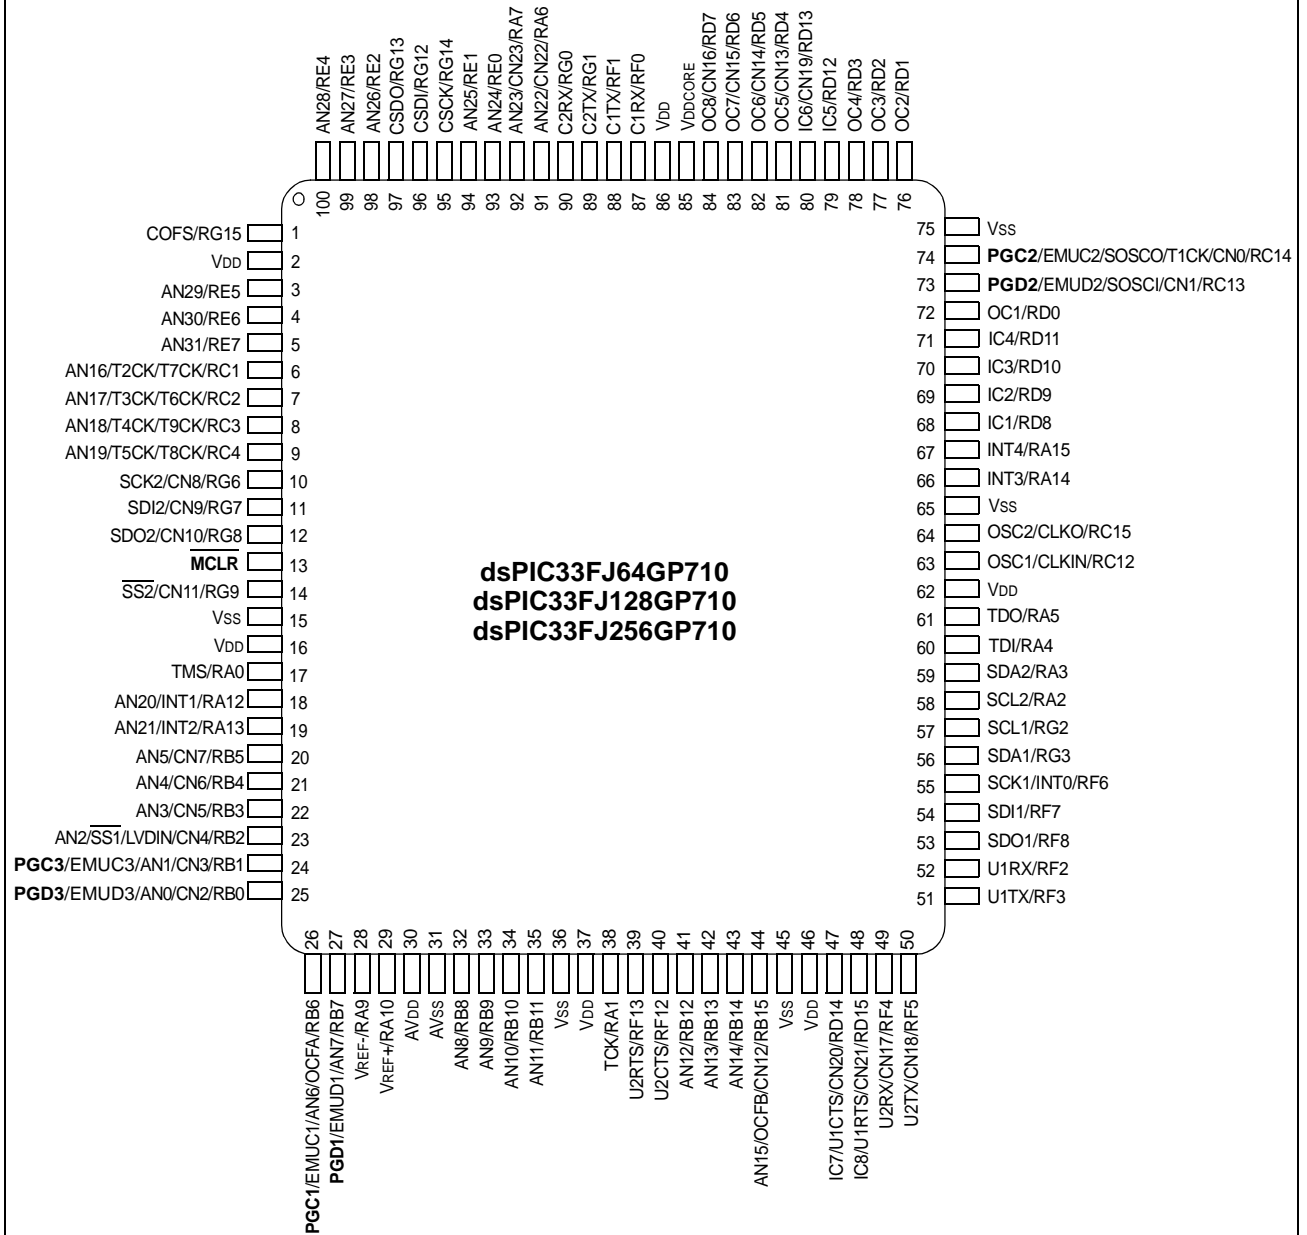 AN28/RE4
AN27/RE3
AN26/RE2
CSDO/RG13
CSDI/RG12
CSCK/RG14
AN25/RE1
AN24/RE0
AN23/CN23/RA7
AN22/CN22/RA6
C2RX/RG0
C2TX/RG1
C1TX/RF1
C1RX/RF0
VDD
VDDCORE
OC8/CN16/RD7
OC7/CN15/RD6
OC6/CN14/RD5
OC5/CN13/RD4
IC6/CN19/RD13
IC5/RD12
OC4/RD3
OC3/RD2
OC2/RD1
100
99
98
97
96
95
94
93
92
91
90
89
88
87
86
85
84
83
82
81
80
79
78
77
76
COFS/RG15 1
VDD 2
AN29/RE5 3
AN30/RE6 4
AN31/RE7 5
AN16/T2CK/T7CK/RC1 6
AN17/T3CK/T6CK/RC2 7
AN18/T4CK/T9CK/RC3 8
AN19/T5CK/T8CK/RC4 9
SCK2/CN8/RG6 10
SDI2/CN9/RG7 11
SDO2/CN10/RG8 12
MCLR 13
SS2/CN11/RG9 14
VSS 15
VDD 16
TMS/RA0 17
AN20/INT1/RA12 18
AN21/INT2/RA13 19
AN5/CN7/RB5 20
AN4/CN6/RB4 21
AN3/CN5/RB3 22
AN2/SS1/LVDIN/CN4/RB2 23
PGC3/EMUC3/AN1/CN3/RB1 24
PGD3/EMUD3/AN0/CN2/RB0 25
dsPIC33FJ64GP710
dsPIC33FJ128GP710
dsPIC33FJ256GP710
75 VSS
74 PGC2/EMUC2/SOSCO/T1CK/CN0/RC14
73 PGD2/EMUD2/SOSCI/CN1/RC13
72 OC1/RD0
71 IC4/RD11
70 IC3/RD10
69 IC2/RD9
68 IC1/RD8
67 INT4/RA15
66 INT3/RA14
65 VSS
64 OSC2/CLKO/RC15
63 OSC1/CLKIN/RC12
62 VDD
61 TDO/RA5
60 TDI/RA4
59 SDA2/RA3
58 SCL2/RA2
57 SCL1/RG2
56 SDA1/RG3
55 SCK1/INT0/RF6
54 SDI1/RF7
53 SDO1/RF8
52 U1RX/RF2
51 U1TX/RF3
26
27
28
29
30
31
32
33
34
35
36
37
38
39
40
41
42
43
44
45
46
47
48
49
50
PGC1/EMUC1/AN6/OCFA/RB6
PGD1/EMUD1/AN7/RB7
VREF-/RA9
VREF+/RA10
AVDD
AVSS
AN8/RB8
AN9/RB9
AN10/RB10
AN11/RB11
VSS
VDD
TCK/RA1
U2RTS/RF13
U2CTS/RF12
AN12/RB12
AN13/RB13
AN14/RB14
AN15/OCFB/CN12/RB15
VSS
VDD
IC7/U1CTS/CN20/RD14
IC8/U1RTS/CN21/RD15
U2RX/CN17/RF4
U2TX/CN18/RF5